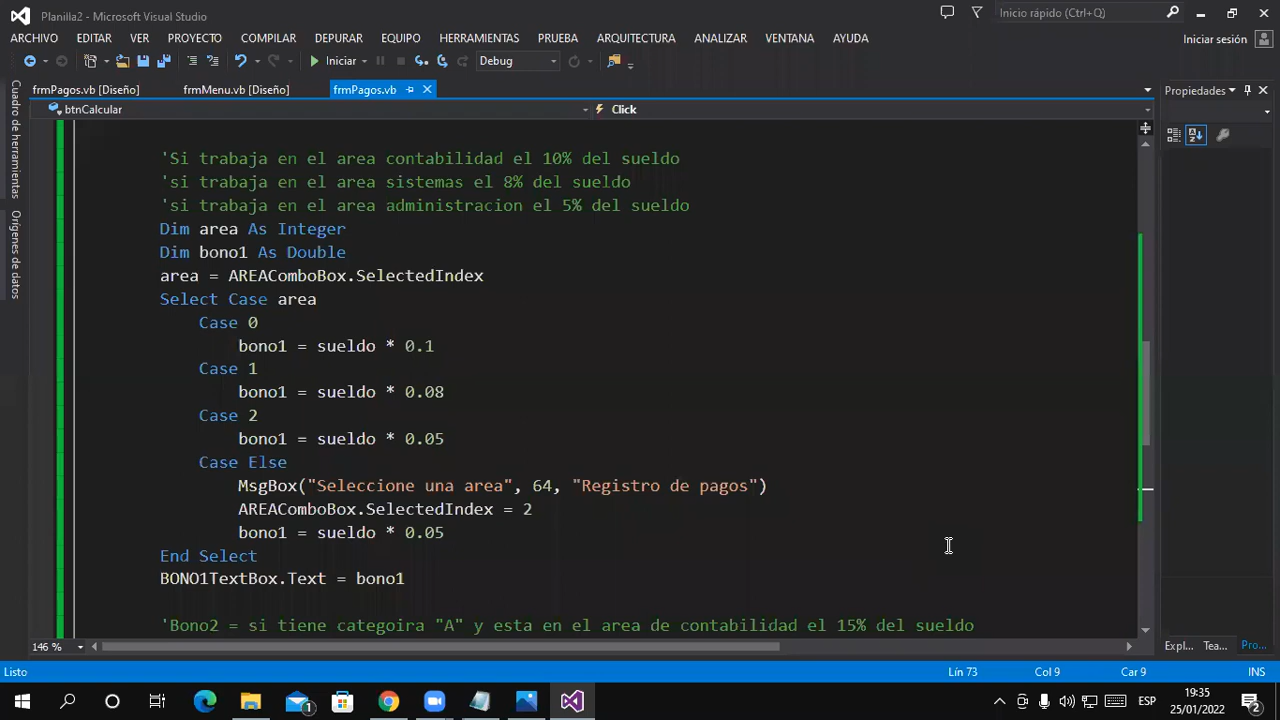 Planilla2 - Microsoft Visual Studio
Inicio rápido (Ctrl+Q)
ARCHIVO EDITAR VER PROYECTO COMPILAR DEPURAR EQUIPO HERRAMIENTAS PRUEBA ARQUITECTURA ANALIZAR VENTANA AYUDA
Iniciar sesión
Iniciar
Debug
frmPagos.vb [Diseño]
frmMenu.vb [Diseño]
frmPagos.vb
Propiedades
btnCalcular
Click
Cuadro de herramientas
Orígenes de datos
'Si trabaja en el area contabilidad el 10% del sueldo
'si trabaja en el area sistemas el 8% del sueldo
'si trabaja en el area administracion el 5% del sueldo
Dim area As Integer
Dim bono1 As Double
area = AREAComboBox.SelectedIndex
Select Case area
Case 0
bono1 = sueldo * 0.1
Case 1
bono1 = sueldo * 0.08
Case 2
bono1 = sueldo * 0.05
Case Else
MsgBox("Seleccione una area", 64, "Registro de pagos")
AREAComboBox.SelectedIndex = 2
bono1 = sueldo * 0.05
End Select
BONO1TextBox.Text = bono1
'Bono2 = si tiene categoira "A" y esta en el area de contabilidad el 15% del sueldo
146 %
Expl... Tea... Pro...
Listo
Lín 73
Col 9
Car 9
INS
1
ESP
19:35
25/01/2022
2